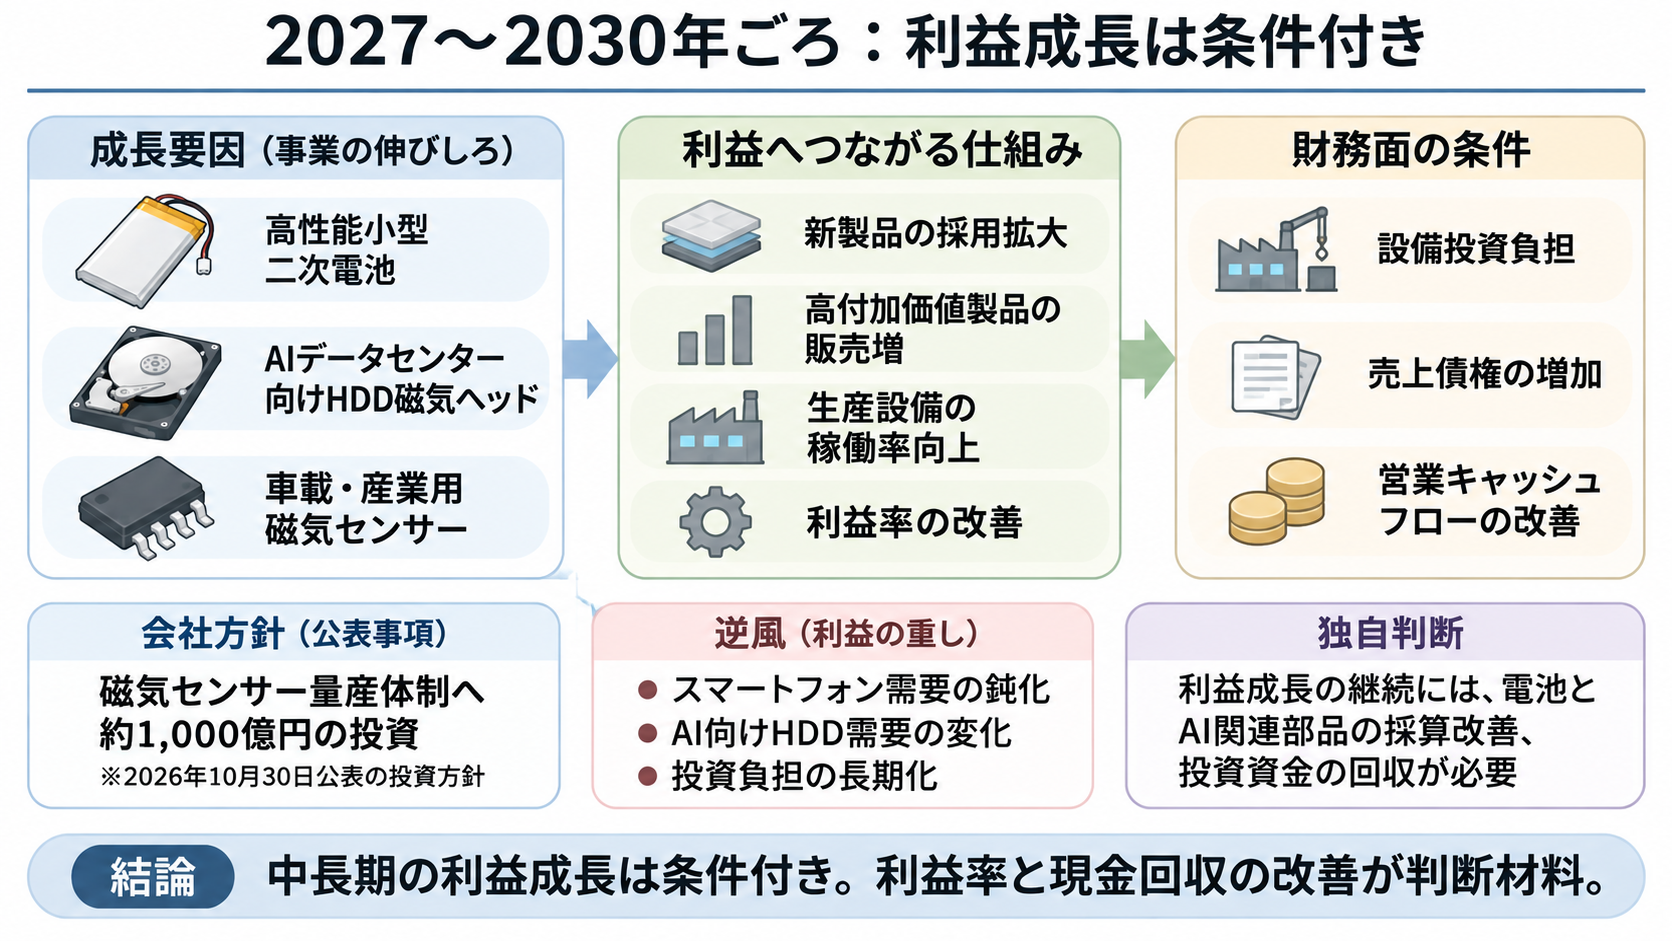 2027～2030年ごろ：利益成長は条件付き
成長要因（事業の伸びしろ）
高性能小型
二次電池
AIデータセンター
向けHDD磁気ヘッド
車載・産業用
磁気センサー
利益へつながる仕組み
新製品の採用拡大
高付加価値製品の
販売増
生産設備の
稼働率向上
利益率の改善
財務面の条件
設備投資負担
売上債権の増加
営業キャッシュ
フローの改善
会社方針（公表事項）
磁気センサー量産体制へ
約1,000億円の投資
※2026年10月30日公表の投資方針
逆風（利益の重し）
● スマートフォン需要の鈍化
● AI向けHDD需要の変化
● 投資負担の長期化
独自判断
利益成長の継続には、電池と
AI関連部品の採算改善、
投資資金の回収が必要
結論
中長期の利益成長は条件付き。利益率と現金回収の改善が判断材料。